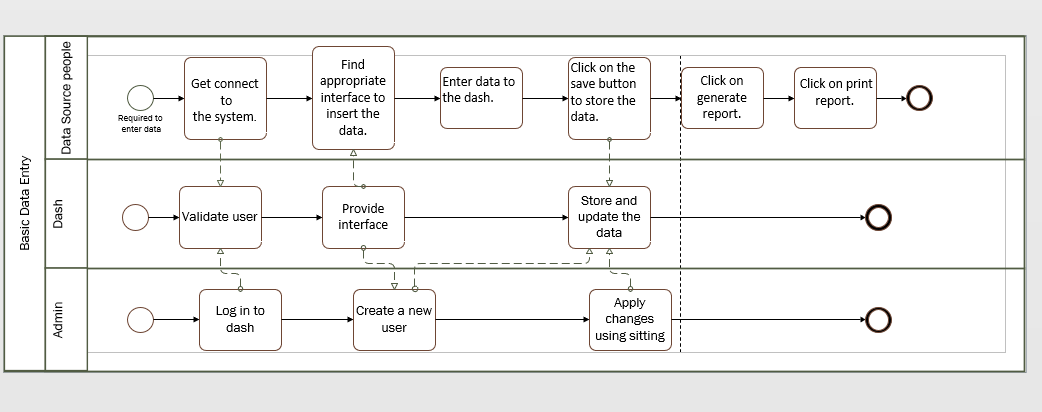 Basic Data Entry
Data Source people
Required to
enter data
Get connect
to
the system.
Find
appropriate
interface to
insert the
data.
Enter data to
the dash.
Click on the
save button
to store the
data.
Click on
generate
report.
Click on print
report.
Dash
Validate user
Provide
interface
Store and
update the
data
Admin
Log in to
dash
Create a new
user
Apply
changes
using sitting